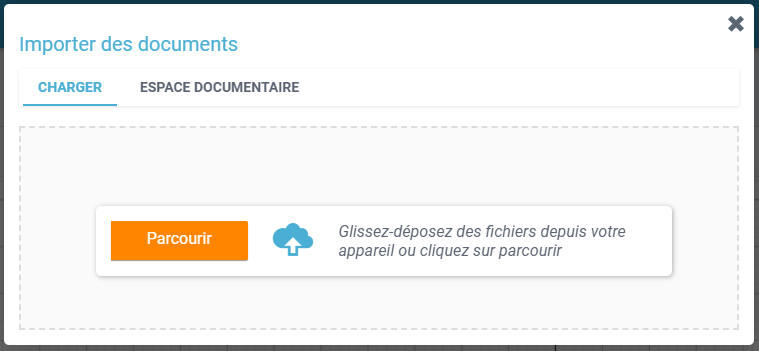 Importer des documents
CHARGER ESPACE DOCUMENTAIRE
Parcourir
Glissez-déposez des fichiers depuis votre
appareil ou cliquez sur parcourir